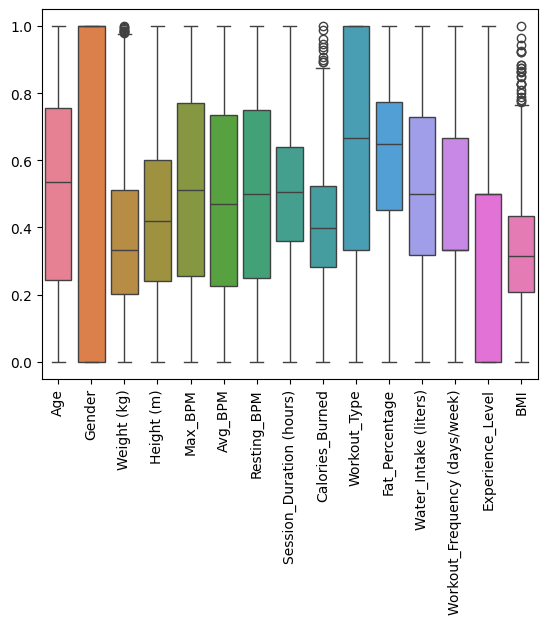 1.0
0.8
0.6
0.4
0.2
0.0
Age
Gender
Weight (kg)
Height (m)
Max_BPM
Avg_BPM
Resting_BPM
Session_Duration (hours)
Calories_Burned
Workout_Type
Fat_Percentage
Water_Intake (liters)
Workout_Frequency (days/week)
Experience_Level
BMI